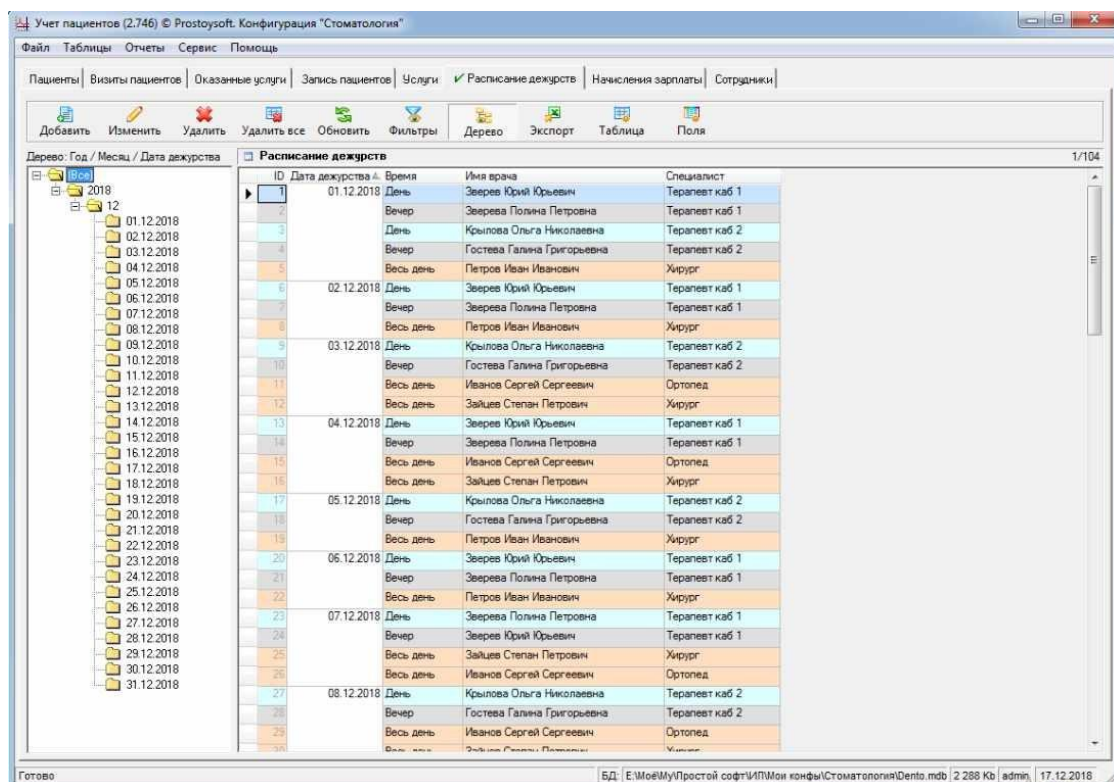 Учет пациентов (2.746) © Prostoysoft. Конфигурация "Стоматология"
Файл Таблицы Отчеты Сервис Помощь
Пациенты Визиты пациентов Оказанные услуги Запись пациентов Услуги Расписание дежурств Начисления зарплаты Сотрудники
Добавить Изменить Удалить Удалить все Обновить Фильтры Дерево Экспорт Таблица Поля
Дерево: Год / Месяц / Дата дежурства
[Все]
2018
12
01.12.2018
02.12.2018
03.12.2018
04.12.2018
05.12.2018
06.12.2018
07.12.2018
08.12.2018
09.12.2018
10.12.2018
11.12.2018
12.12.2018
13.12.2018
14.12.2018
15.12.2018
16.12.2018
17.12.2018
18.12.2018
19.12.2018
20.12.2018
21.12.2018
22.12.2018
23.12.2018
24.12.2018
25.12.2018
26.12.2018
27.12.2018
28.12.2018
29.12.2018
30.12.2018
31.12.2018
Расписание дежурств 1/104
ID Дата дежурства Время Имя врача Специалист
1 01.12.2018 День Зверев Юрий Юрьевич Терапевт каб 1
2 Вечер Зверева Полина Петровна Терапевт каб 1
3 День Крылова Ольга Николаевна Терапевт каб 2
4 Вечер Гостева Галина Григорьевна Терапевт каб 2
5 Весь день Петров Иван Иванович Хирург
6 02.12.2018 День Зверев Юрий Юрьевич Терапевт каб 1
7 Вечер Зверева Полина Петровна Терапевт каб 1
8 Весь день Петров Иван Иванович Хирург
9 03.12.2018 День Крылова Ольга Николаевна Терапевт каб 2
10 Вечер Гостева Галина Григорьевна Терапевт каб 2
11 Весь день Иванов Сергей Сергеевич Ортопед
12 Весь день Зайцев Степан Петрович Хирург
13 04.12.2018 День Зверев Юрий Юрьевич Терапевт каб 1
14 Вечер Зверева Полина Петровна Терапевт каб 1
15 Весь день Иванов Сергей Сергеевич Ортопед
16 Весь день Зайцев Степан Петрович Хирург
17 05.12.2018 День Крылова Ольга Николаевна Терапевт каб 2
18 Вечер Гостева Галина Григорьевна Терапевт каб 2
19 Весь день Петров Иван Иванович Хирург
20 06.12.2018 День Зверев Юрий Юрьевич Терапевт каб 1
21 Вечер Зверева Полина Петровна Терапевт каб 1
22 Весь день Петров Иван Иванович Хирург
23 07.12.2018 День Зверева Полина Петровна Терапевт каб 1
24 Вечер Зверев Юрий Юрьевич Терапевт каб 1
25 Весь день Зайцев Степан Петрович Хирург
26 Весь день Иванов Сергей Сергеевич Ортопед
27 08.12.2018 День Крылова Ольга Николаевна Терапевт каб 2
28 Вечер Гостева Галина Григорьевна Терапевт каб 2
29 Весь день Иванов Сергей Сергеевич Ортопед
Готово БД: E:\Моё\My\Простой софт\ИП\Мои конфы\Стоматология\Dento.mdb 2 288 Kb admin, 17.12.2018